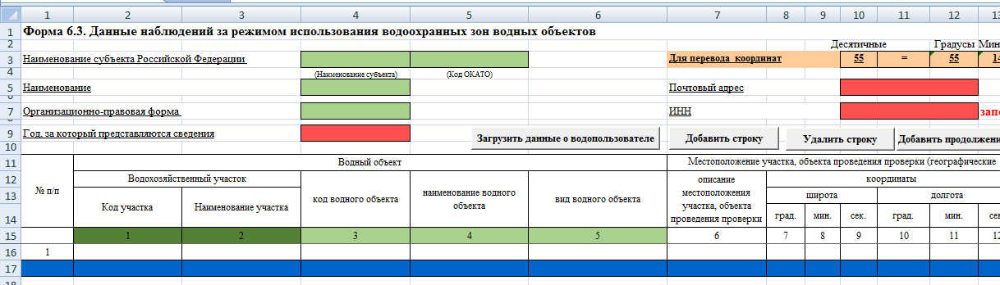 1 2 3 4 5 6 7 8 9 10 11 12 13
1 Форма 6.3. Данные наблюдений за режимом использования водоохранных зон водных объектов
2 Десятичные Градусы Мин
3 Наименование субъекта Российской Федерации Для перевода координат 55 = 55 14
4 (Наименование субъекта) (Код ОКАТО)
5 Наименование Почтовый адрес
6
7 Организационно-правовая форма ИНН запо
8
9 Год, за который представляются сведения Загрузить данные о водопользователе Добавить строку Удалить строку Добавить продолжени
10
11 № п/п Водный объект Местоположение участка, объекта проведения проверки (географические
12 Водохозяйственный участок код водного объекта наименование водного объекта вид водного объекта описание местоположения участка, объекта проведения проверки координаты
13 Код участка Наименование участка широта долгота
14 град. мин. сек. град. мин. сек
15 1 2 3 4 5 6 7 8 9 10 11 12
16 1
17
18